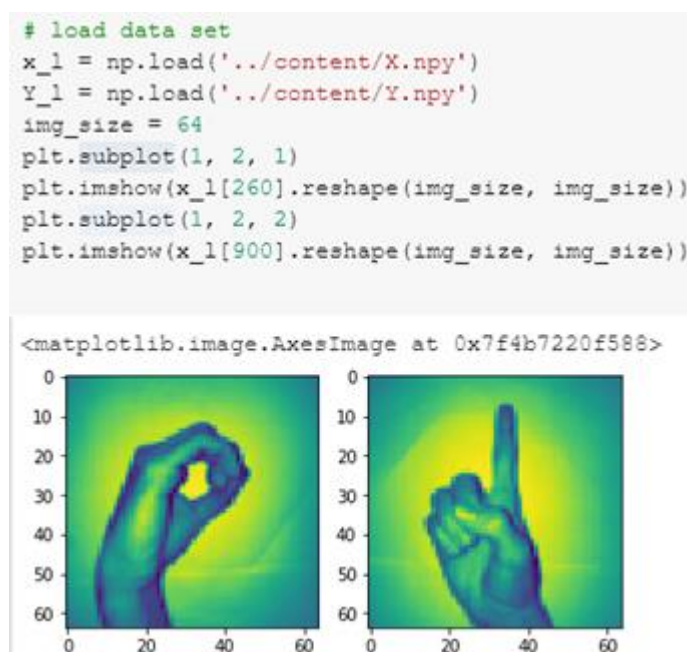 # load data set
x_l = np.load('../content/X.npy')
Y_l = np.load('../content/Y.npy')
img_size = 64
plt.subplot(1, 2, 1)
plt.imshow(x_l[260].reshape(img_size, img_size))
plt.subplot(1, 2, 2)
plt.imshow(x_l[900].reshape(img_size, img_size))
<matplotlib.image.AxesImage at 0x7f4b7220f588>
0 0
10 10
20 20
30 30
40 40
50 50
60 60
0 20 40 60 0 20 40 60